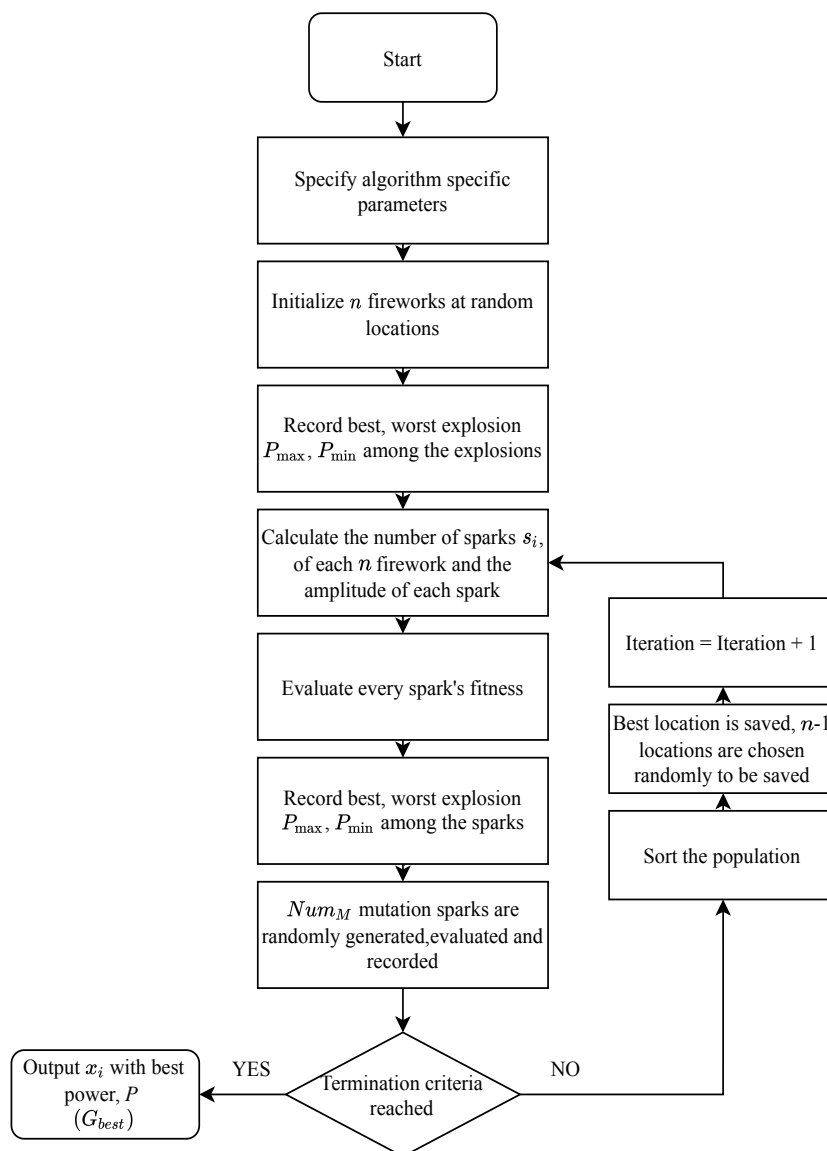 Start
Specify algorithm specific
parameters
Initialize n fireworks at random
locations
Record best, worst explosion
P_max, P_min among the explosions
Calculate the number of sparks s_i,
of each n firework and the
amplitude of each spark
Evaluate every spark's fitness
Record best, worst explosion
P_max, P_min among the sparks
Num_M mutation sparks are
randomly generated,evaluated and
recorded
Termination criteria
reached
YES
NO
Output x_i with best
power, P
(G_best)
Sort the population
Best location is saved, n-1
locations are chosen
randomly to be saved
Iteration = Iteration + 1